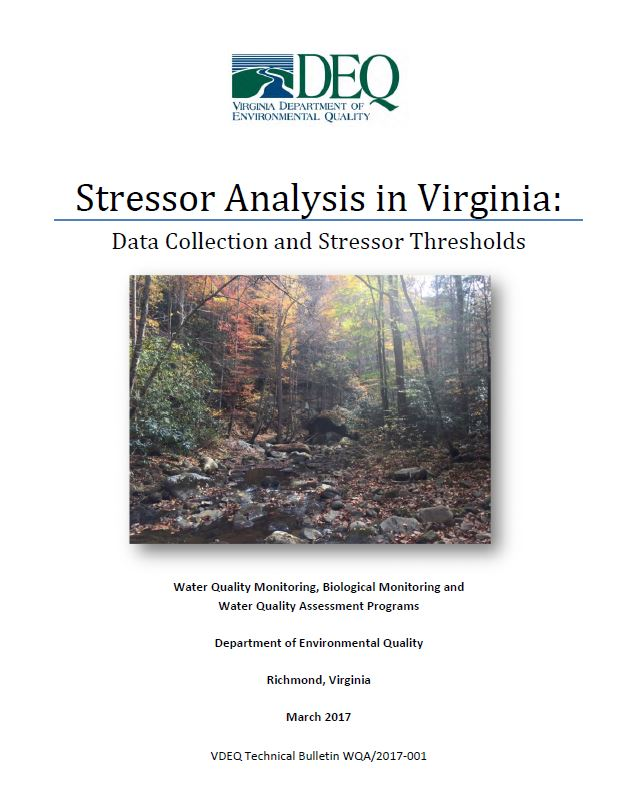 DEQ
VIRGINIA DEPARTMENT OF
ENVIRONMENTAL QUALITY
Stressor Analysis in Virginia:
Data Collection and Stressor Thresholds
Water Quality Monitoring, Biological Monitoring and
Water Quality Assessment Programs
Department of Environmental Quality
Richmond, Virginia
March 2017
VDEQ Technical Bulletin WQA/2017-001